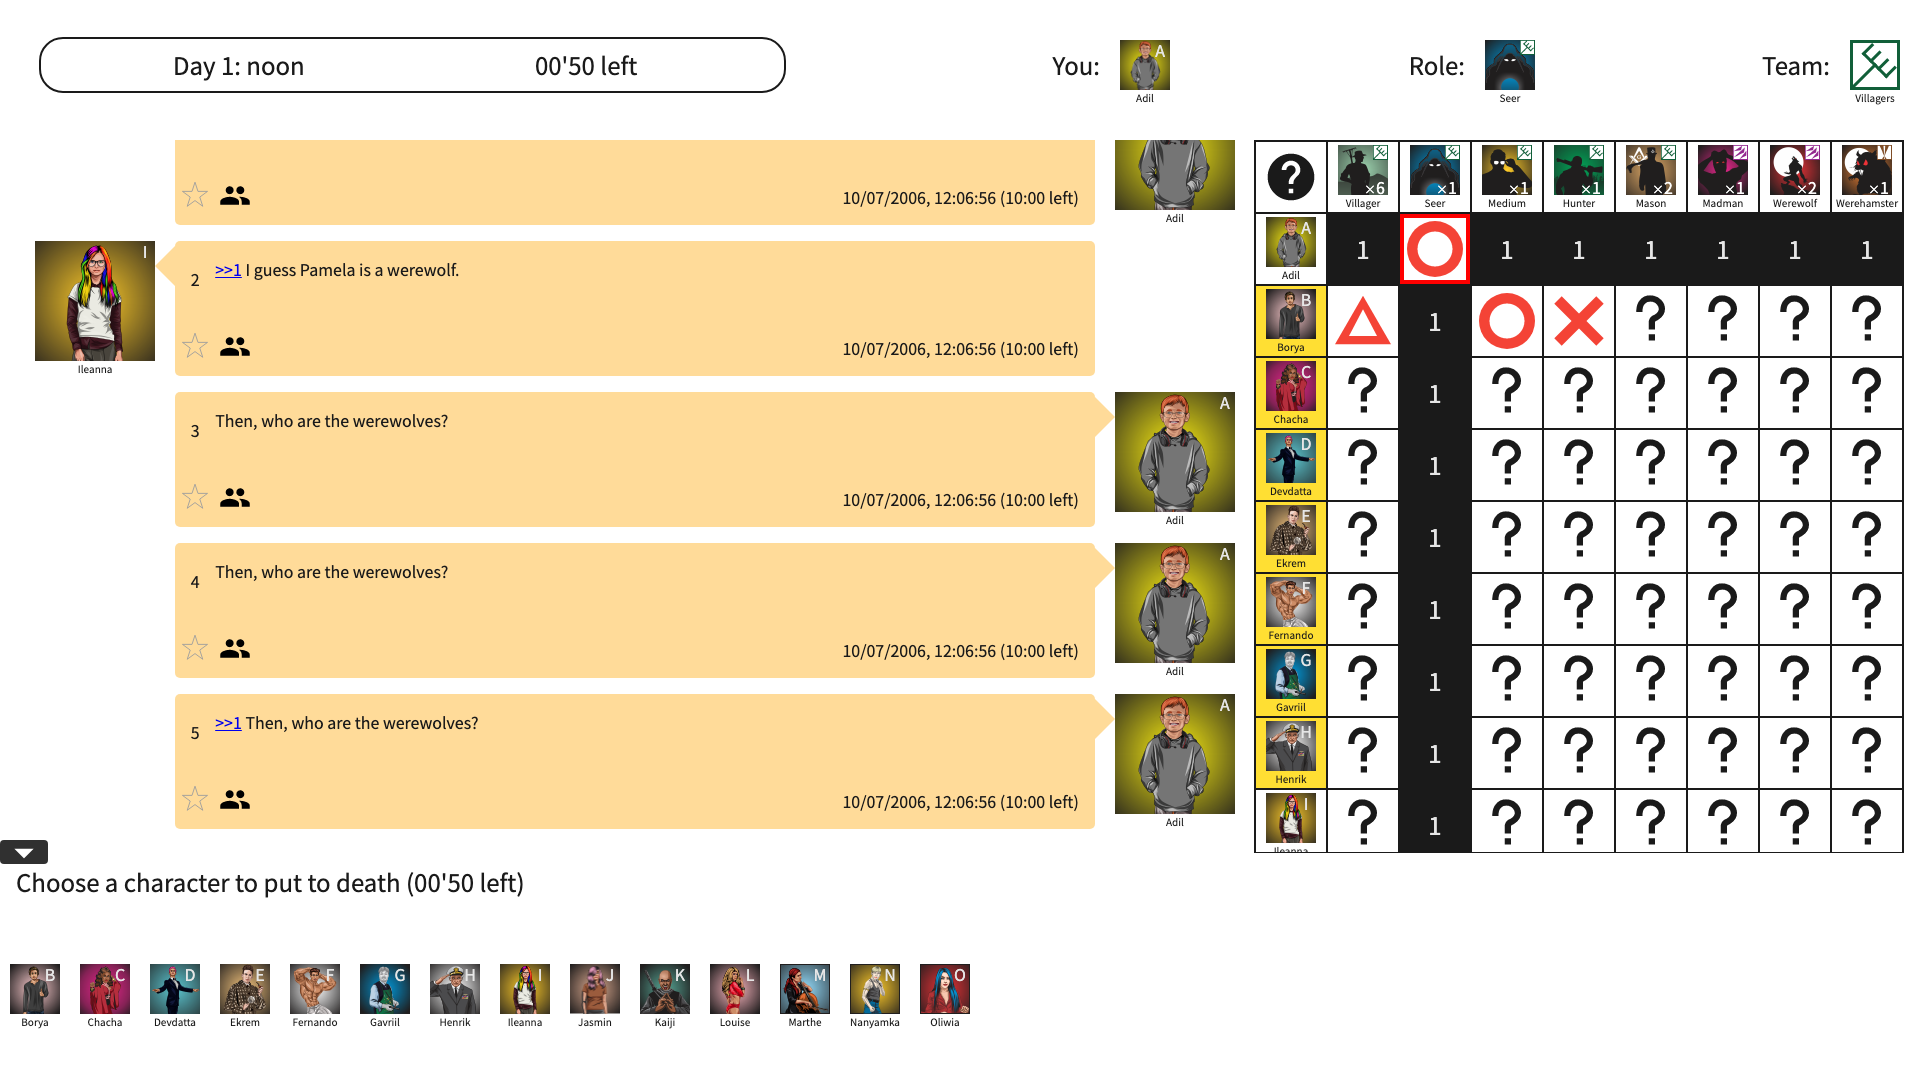 Day 1: noon 00'50 left
You: A Adil
Role: Seer
Team: Villagers
10/07/2006, 12:06:56 (10:00 left)
Adil
I
Ileanna
2 >>1 I guess Pamela is a werewolf.
10/07/2006, 12:06:56 (10:00 left)
3 Then, who are the werewolves?
10/07/2006, 12:06:56 (10:00 left)
A
Adil
4 Then, who are the werewolves?
10/07/2006, 12:06:56 (10:00 left)
A
Adil
5 >>1 Then, who are the werewolves?
10/07/2006, 12:06:56 (10:00 left)
A
Adil
? ×6 ×1 ×1 ×1 ×2 ×1 ×2 ×1
Villager Seer Medium Hunter Mason Madman Werewolf Werehamster
A 1 1 1 1 1 1 1
Adil
B 1 ? ? ? ?
Borya
C ? 1 ? ? ? ? ? ?
Chacha
D ? 1 ? ? ? ? ? ?
Devdatta
E ? 1 ? ? ? ? ? ?
Ekrem
F ? 1 ? ? ? ? ? ?
Fernando
G ? 1 ? ? ? ? ? ?
Gavriil
H ? 1 ? ? ? ? ? ?
Henrik
I ? 1 ? ? ? ? ? ?
Ileanna
Choose a character to put to death (00'50 left)
B C D E F G H I J K L M N O
Borya Chacha Devdatta Ekrem Fernando Gavriil Henrik Ileanna Jasmin Kaiji Louise Marthe Nanyamka Oliwia